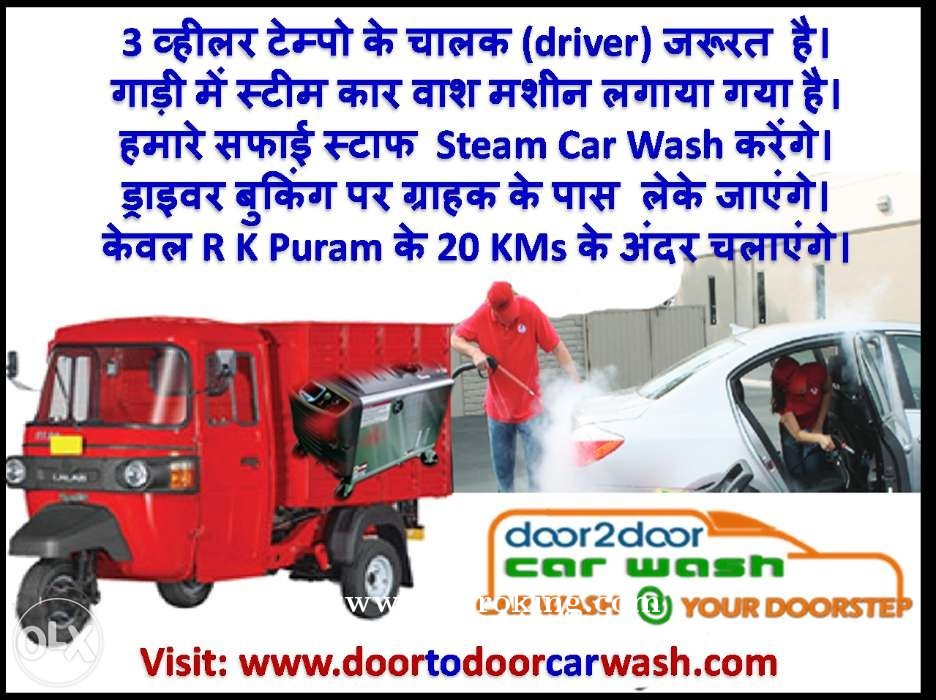 3 व्हीलर टेम्पो के चालक (driver) जरूरत है।
गाड़ी में स्टीम कार वाश मशीन लगाया गया है।
हमारे सफाई स्टाफ Steam Car Wash करेंगे।
ड्राइवर बुकिंग पर ग्राहक के पास लेके जाएंगे।
केवल R K Puram के 20 KMs के अंदर चलाएंगे।
door2door
car wash
@ YOUR DOORSTEP
OLX
Visit: www.doortodoorcarwash.com